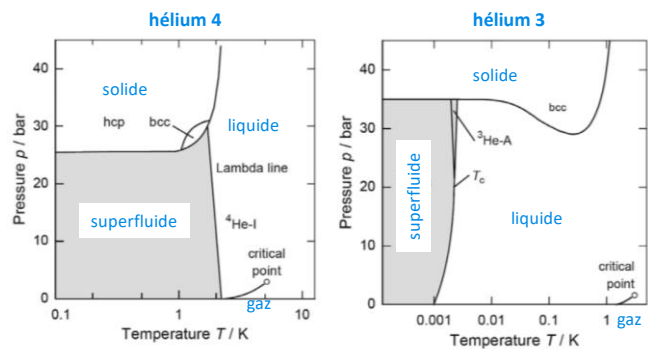 hélium 4
40
30
20
10
0
Pressure p / bar
solide
hcp bcc
liquide
Lambda line
superfluide
⁴He-I
critical
point
gaz
0.1 1 10
Temperature T / K
hélium 3
40
30
20
10
0
Pressure p / bar
solide
bcc
³He-A
Tc
superfluide
liquide
critical
point
gaz
0.001 0.01 0.1 1
Temperature T / K